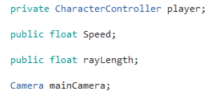 private CharacterController player;
public float Speed;
public float rayLength;
Camera mainCamera;